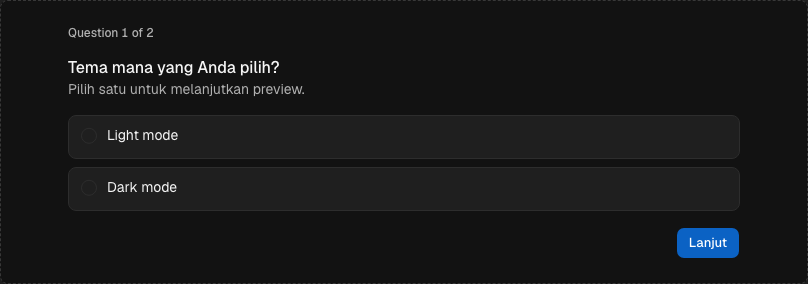 Question 1 of 2
Tema mana yang Anda pilih?
Pilih satu untuk melanjutkan preview.
Light mode
Dark mode
Lanjut